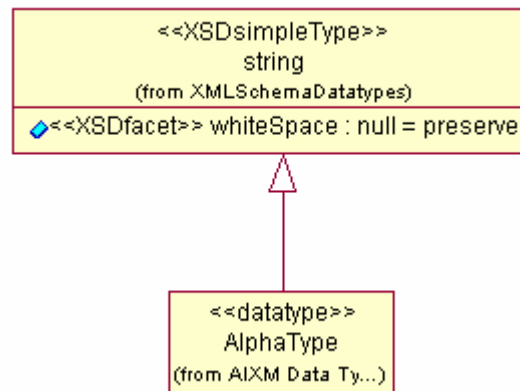 <<XSDsimpleType>>
string
(from XMLSchemaDatatypes)
<<XSDfacet>> whiteSpace : null = preserve
<<datatype>>
AlphaType
(from AIXM Data Ty...)